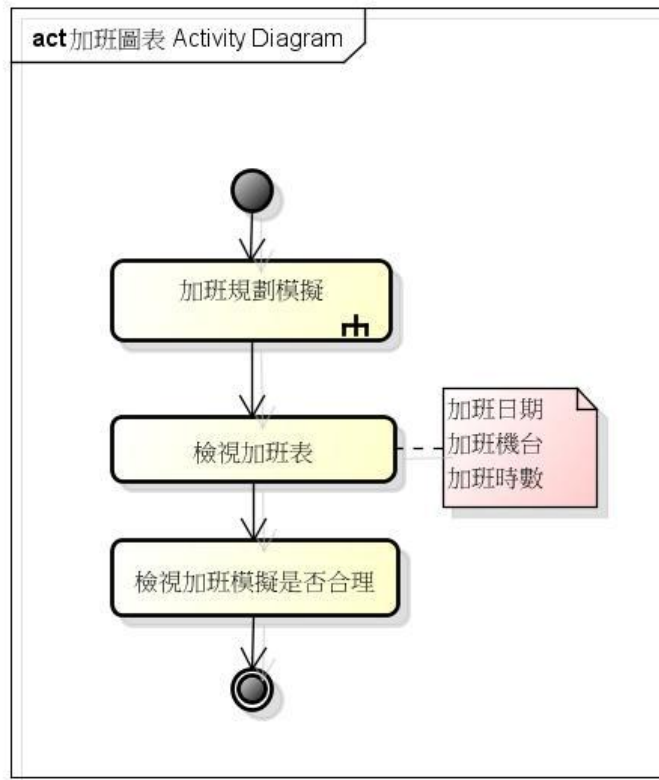 act 加班圖表 Activity Diagram
加班規劃模擬
檢視加班表
加班日期
加班機台
加班時數
檢視加班模擬是否合理